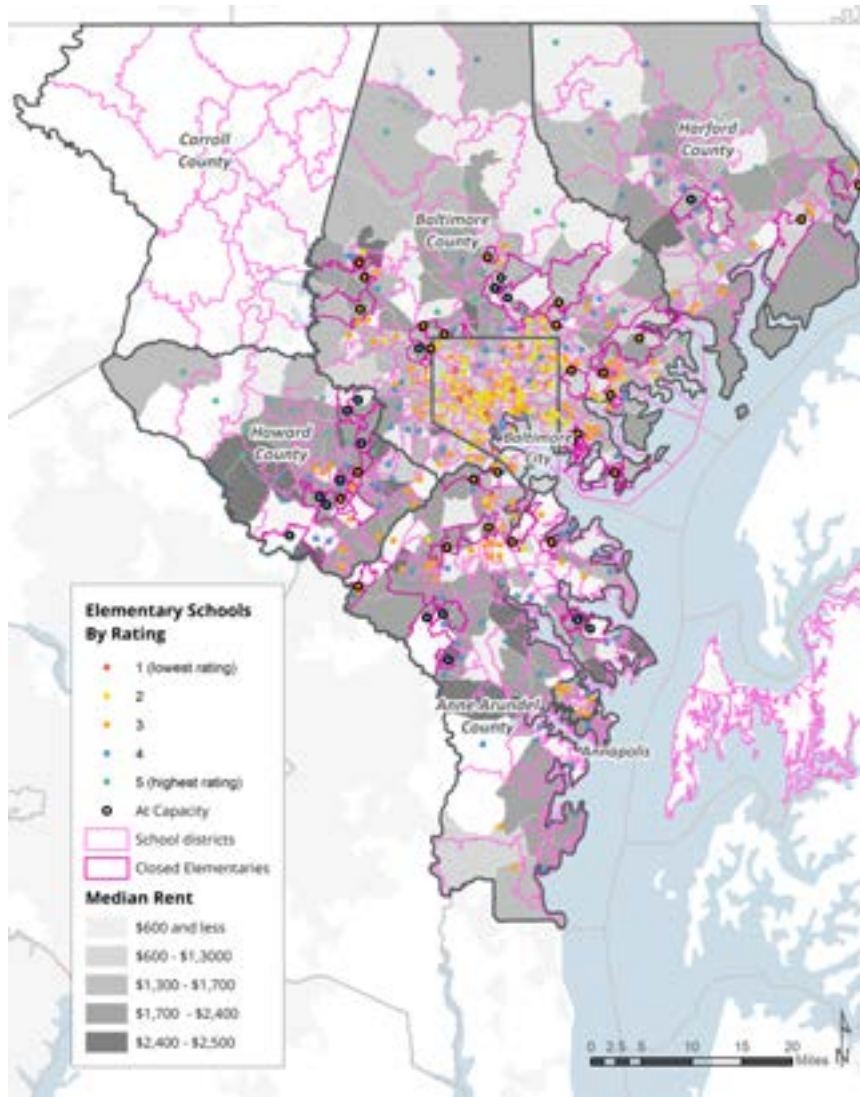 Carroll
County
Harford
County
Baltimore
County
Howard
County
Baltimore
City
Anne Arundel
County
Annapolis
Elementary Schools
By Rating
1 (lowest rating)
2
3
4
5 (highest rating)
At Capacity
School districts
Closed Elementaries
Median Rent
$600 and less
$600 - $1,3000
$1,300 - $1,700
$1,700 - $2,400
$2,400 - $2,500
0 2.5 5 10 15 20
Miles
N